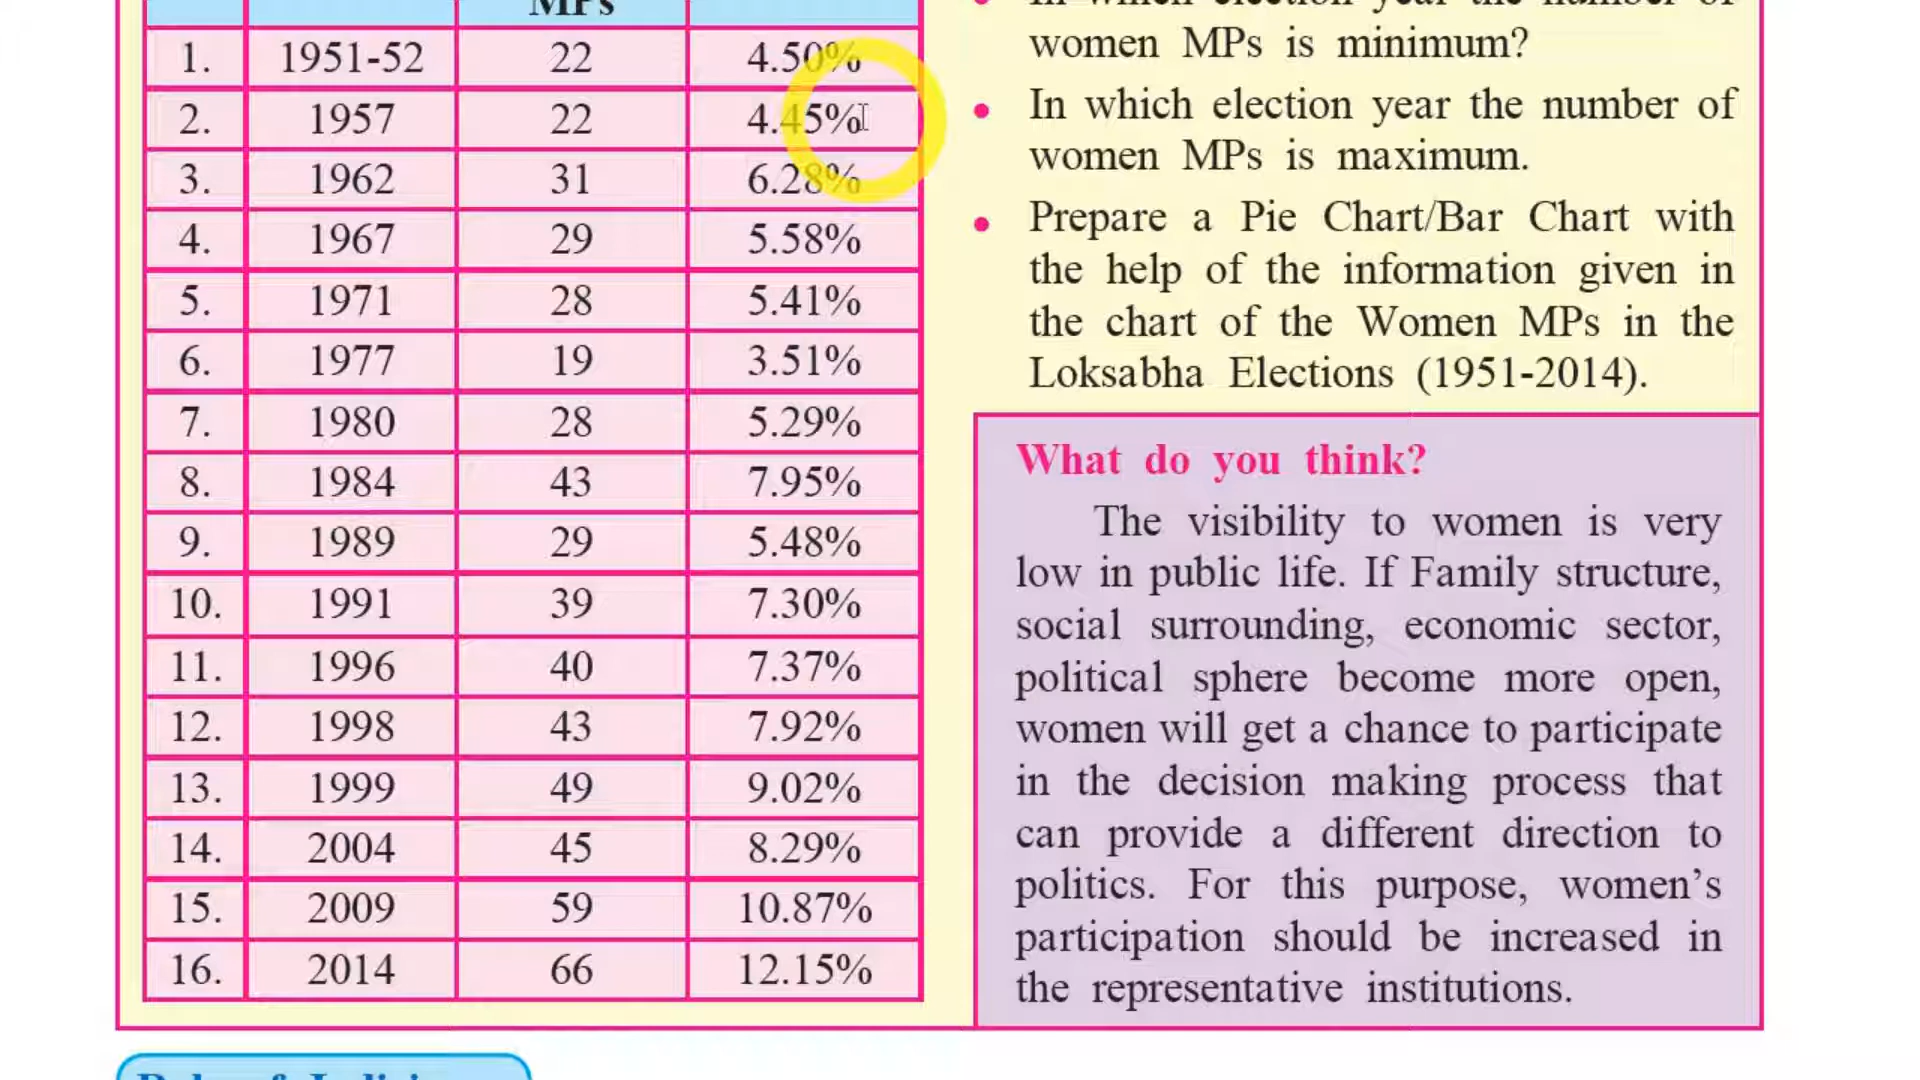 MPs
1. 1951-52 22 4.50%
2. 1957 22 4.45%
3. 1962 31 6.28%
4. 1967 29 5.58%
5. 1971 28 5.41%
6. 1977 19 3.51%
7. 1980 28 5.29%
8. 1984 43 7.95%
9. 1989 29 5.48%
10. 1991 39 7.30%
11. 1996 40 7.37%
12. 1998 43 7.92%
13. 1999 49 9.02%
14. 2004 45 8.29%
15. 2009 59 10.87%
16. 2014 66 12.15%
• In which election year the number of
women MPs is minimum?
• In which election year the number of
women MPs is maximum.
• Prepare a Pie Chart/Bar Chart with
the help of the information given in
the chart of the Women MPs in the
Loksabha Elections (1951-2014).
What do you think?
The visibility to women is very
low in public life. If Family structure,
social surrounding, economic sector,
political sphere become more open,
women will get a chance to participate
in the decision making process that
can provide a different direction to
politics. For this purpose, women’s
participation should be increased in
the representative institutions.